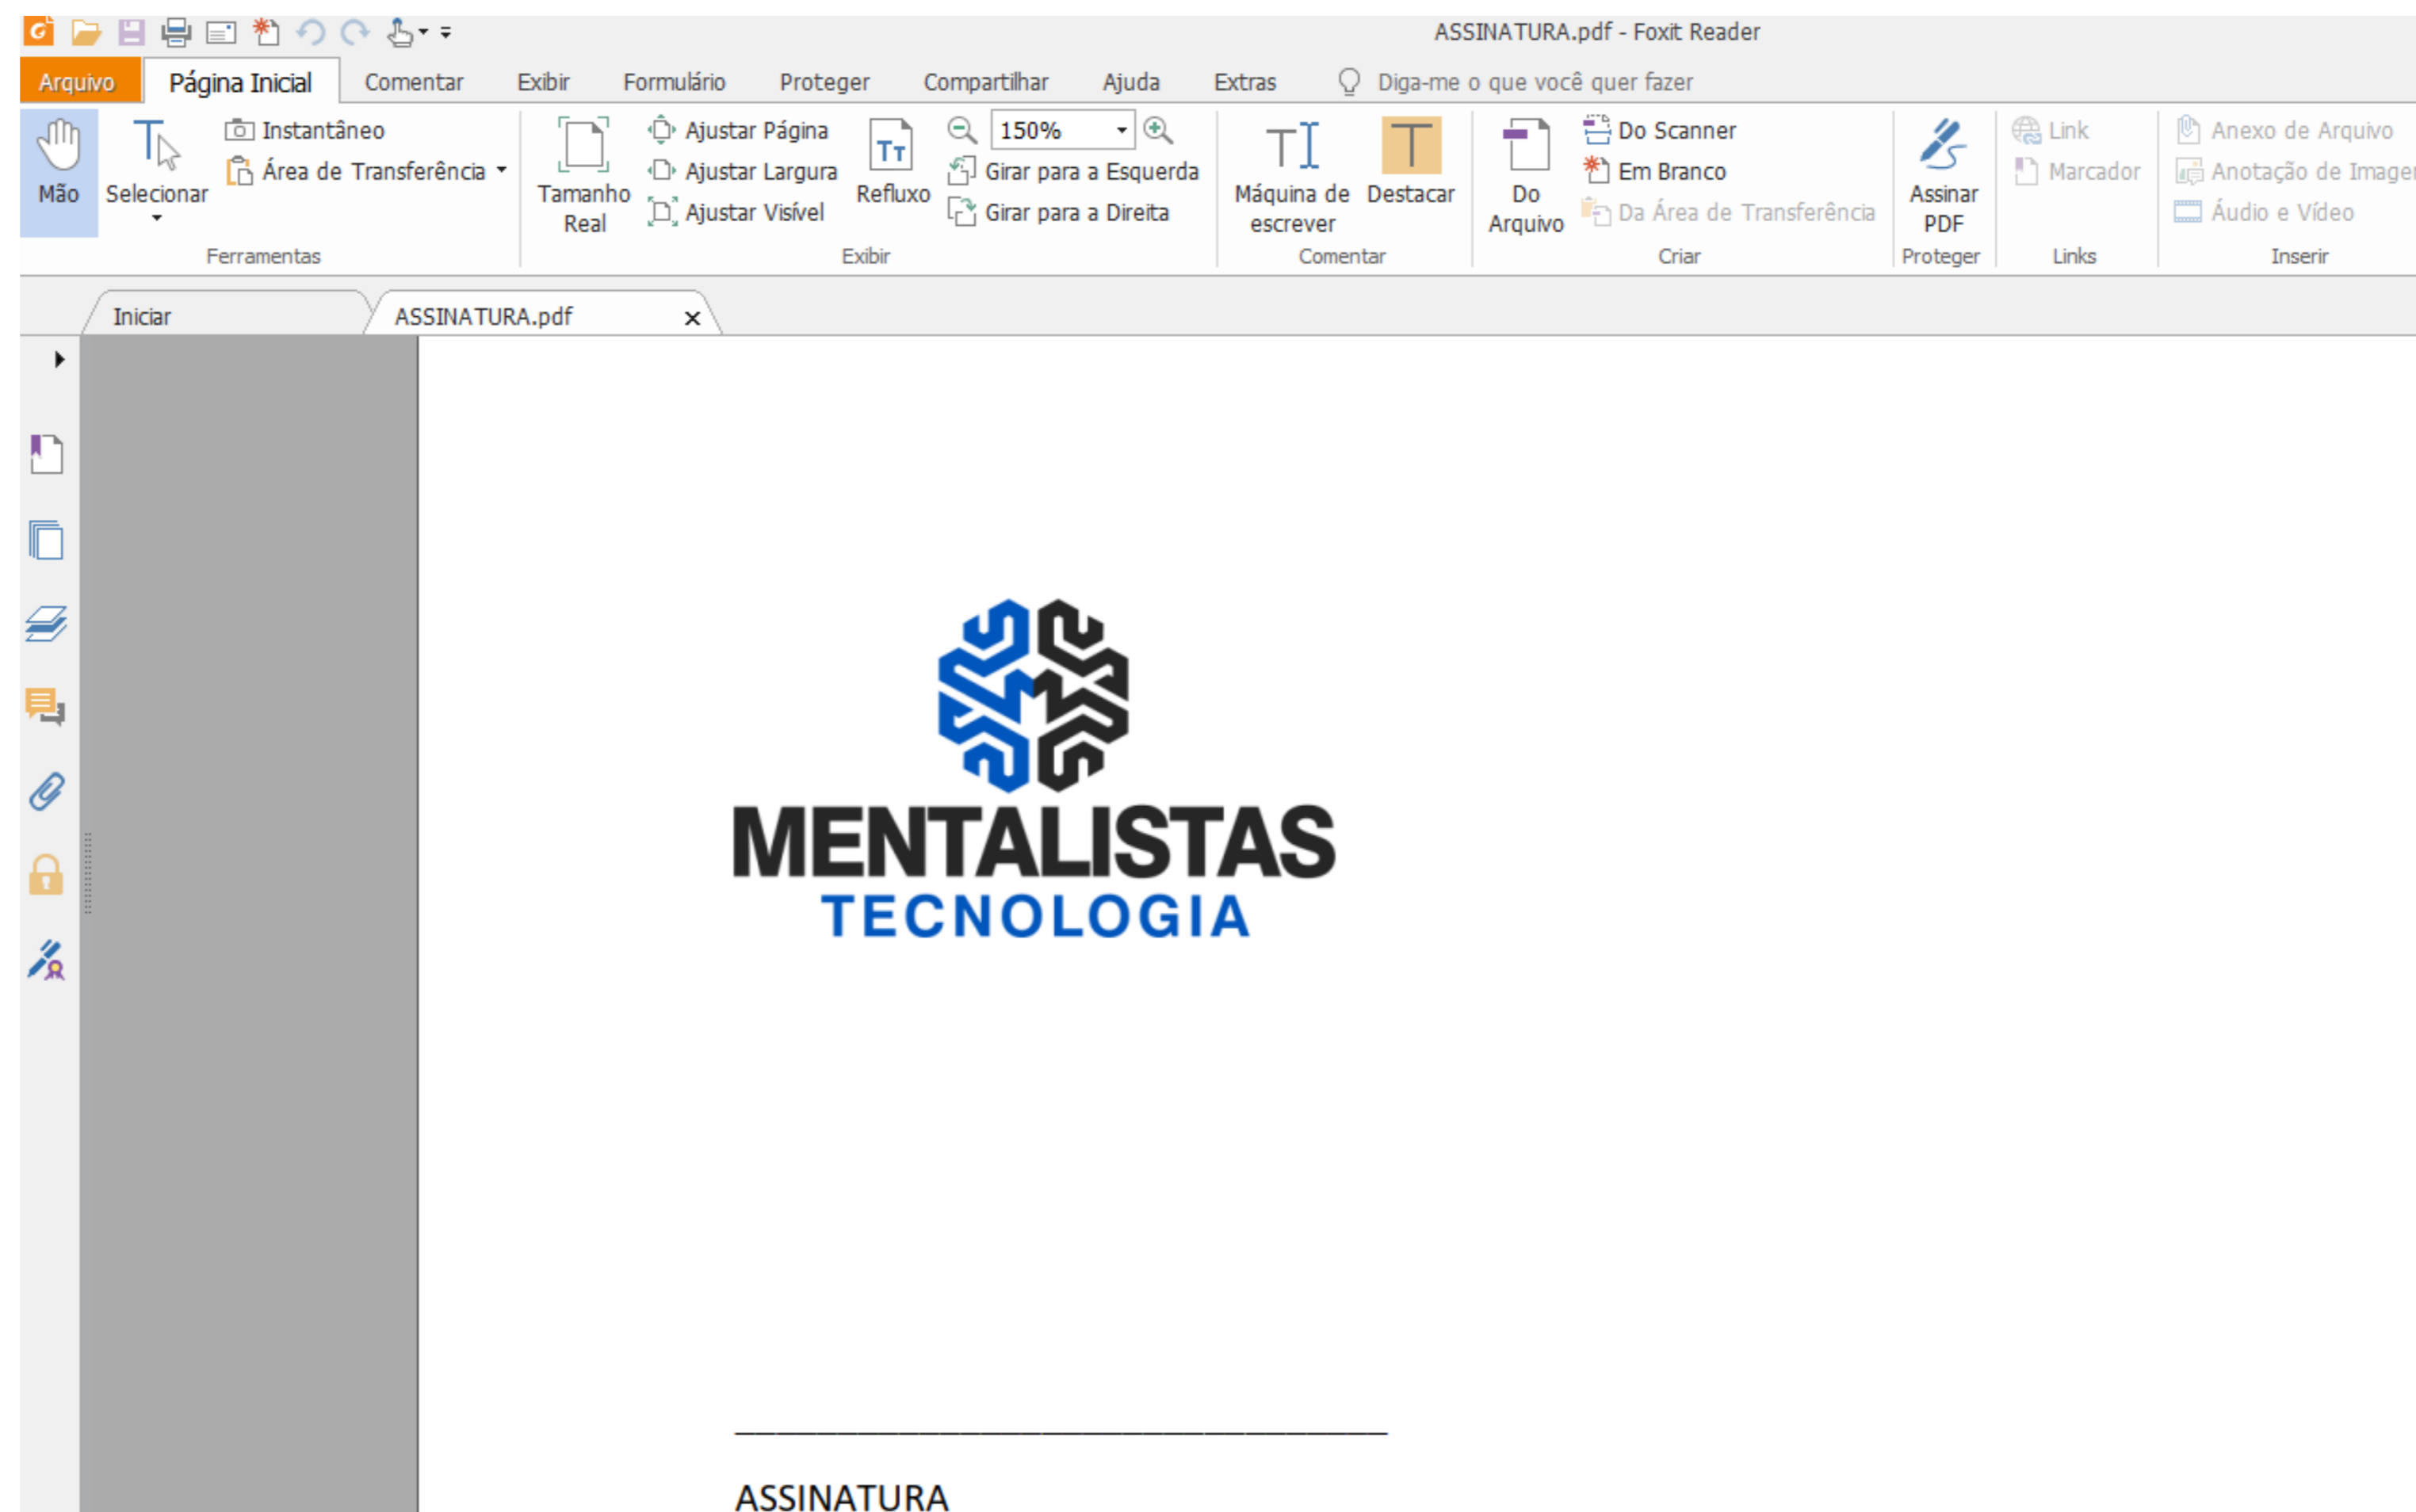 ASSINATURA.pdf - Foxit Reader
Arquivo Página Inicial Comentar Exibir Formulário Proteger Compartilhar Ajuda Extras Diga-me o que você quer fazer
Mão
Selecionar
Instantâneo
Área de Transferência
Ferramentas
Tamanho
Real
Ajustar Página
Ajustar Largura
Ajustar Visível
Refluxo
150%
Girar para a Esquerda
Girar para a Direita
Exibir
Máquina de
escrever
Destacar
Comentar
Do
Arquivo
Do Scanner
Em Branco
Da Área de Transferência
Criar
Assinar
PDF
Proteger
Link
Marcador
Links
Anexo de Arquivo
Anotação de Image
Áudio e Vídeo
Inserir
Iniciar
ASSINATURA.pdf
MENTALISTAS
TECNOLOGIA
ASSINATURA